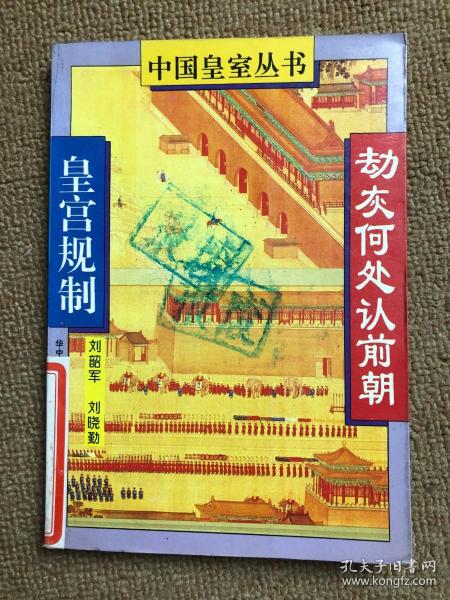 中国皇室丛书
劫灰何处认前朝
皇宫规制
刘韶军 刘晓勤
华中
孔夫子旧书网
www.kongfz.com